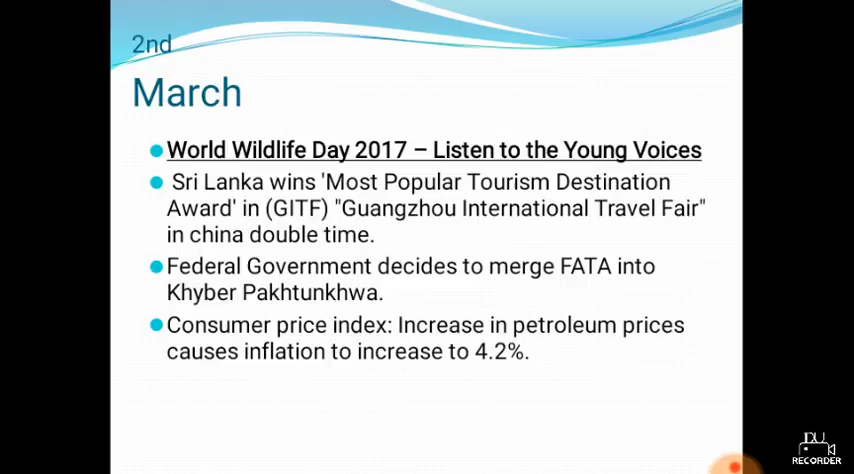 2nd
March
World Wildlife Day 2017 – Listen to the Young Voices
Sri Lanka wins 'Most Popular Tourism Destination
Award' in (GITF) "Guangzhou International Travel Fair"
in china double time.
Federal Government decides to merge FATA into
Khyber Pakhtunkhwa.
Consumer price index: Increase in petroleum prices
causes inflation to increase to 4.2%.
DU
RECORDER